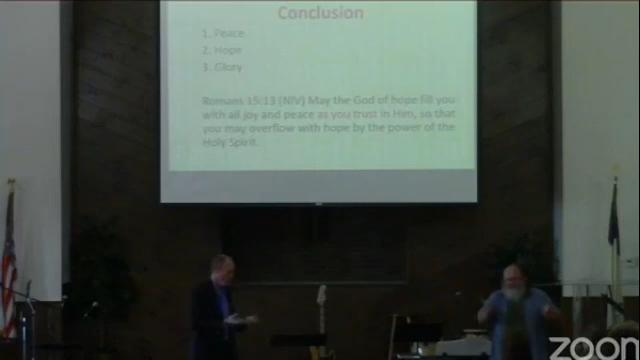 Conclusion
1. Peace
2. Hope
3. Glory
Romans 15:13 (NIV) May the God of hope fill you
with all joy and peace as you trust in Him, so that
you may overflow with hope by the power of the
Holy Spirit.
zoom